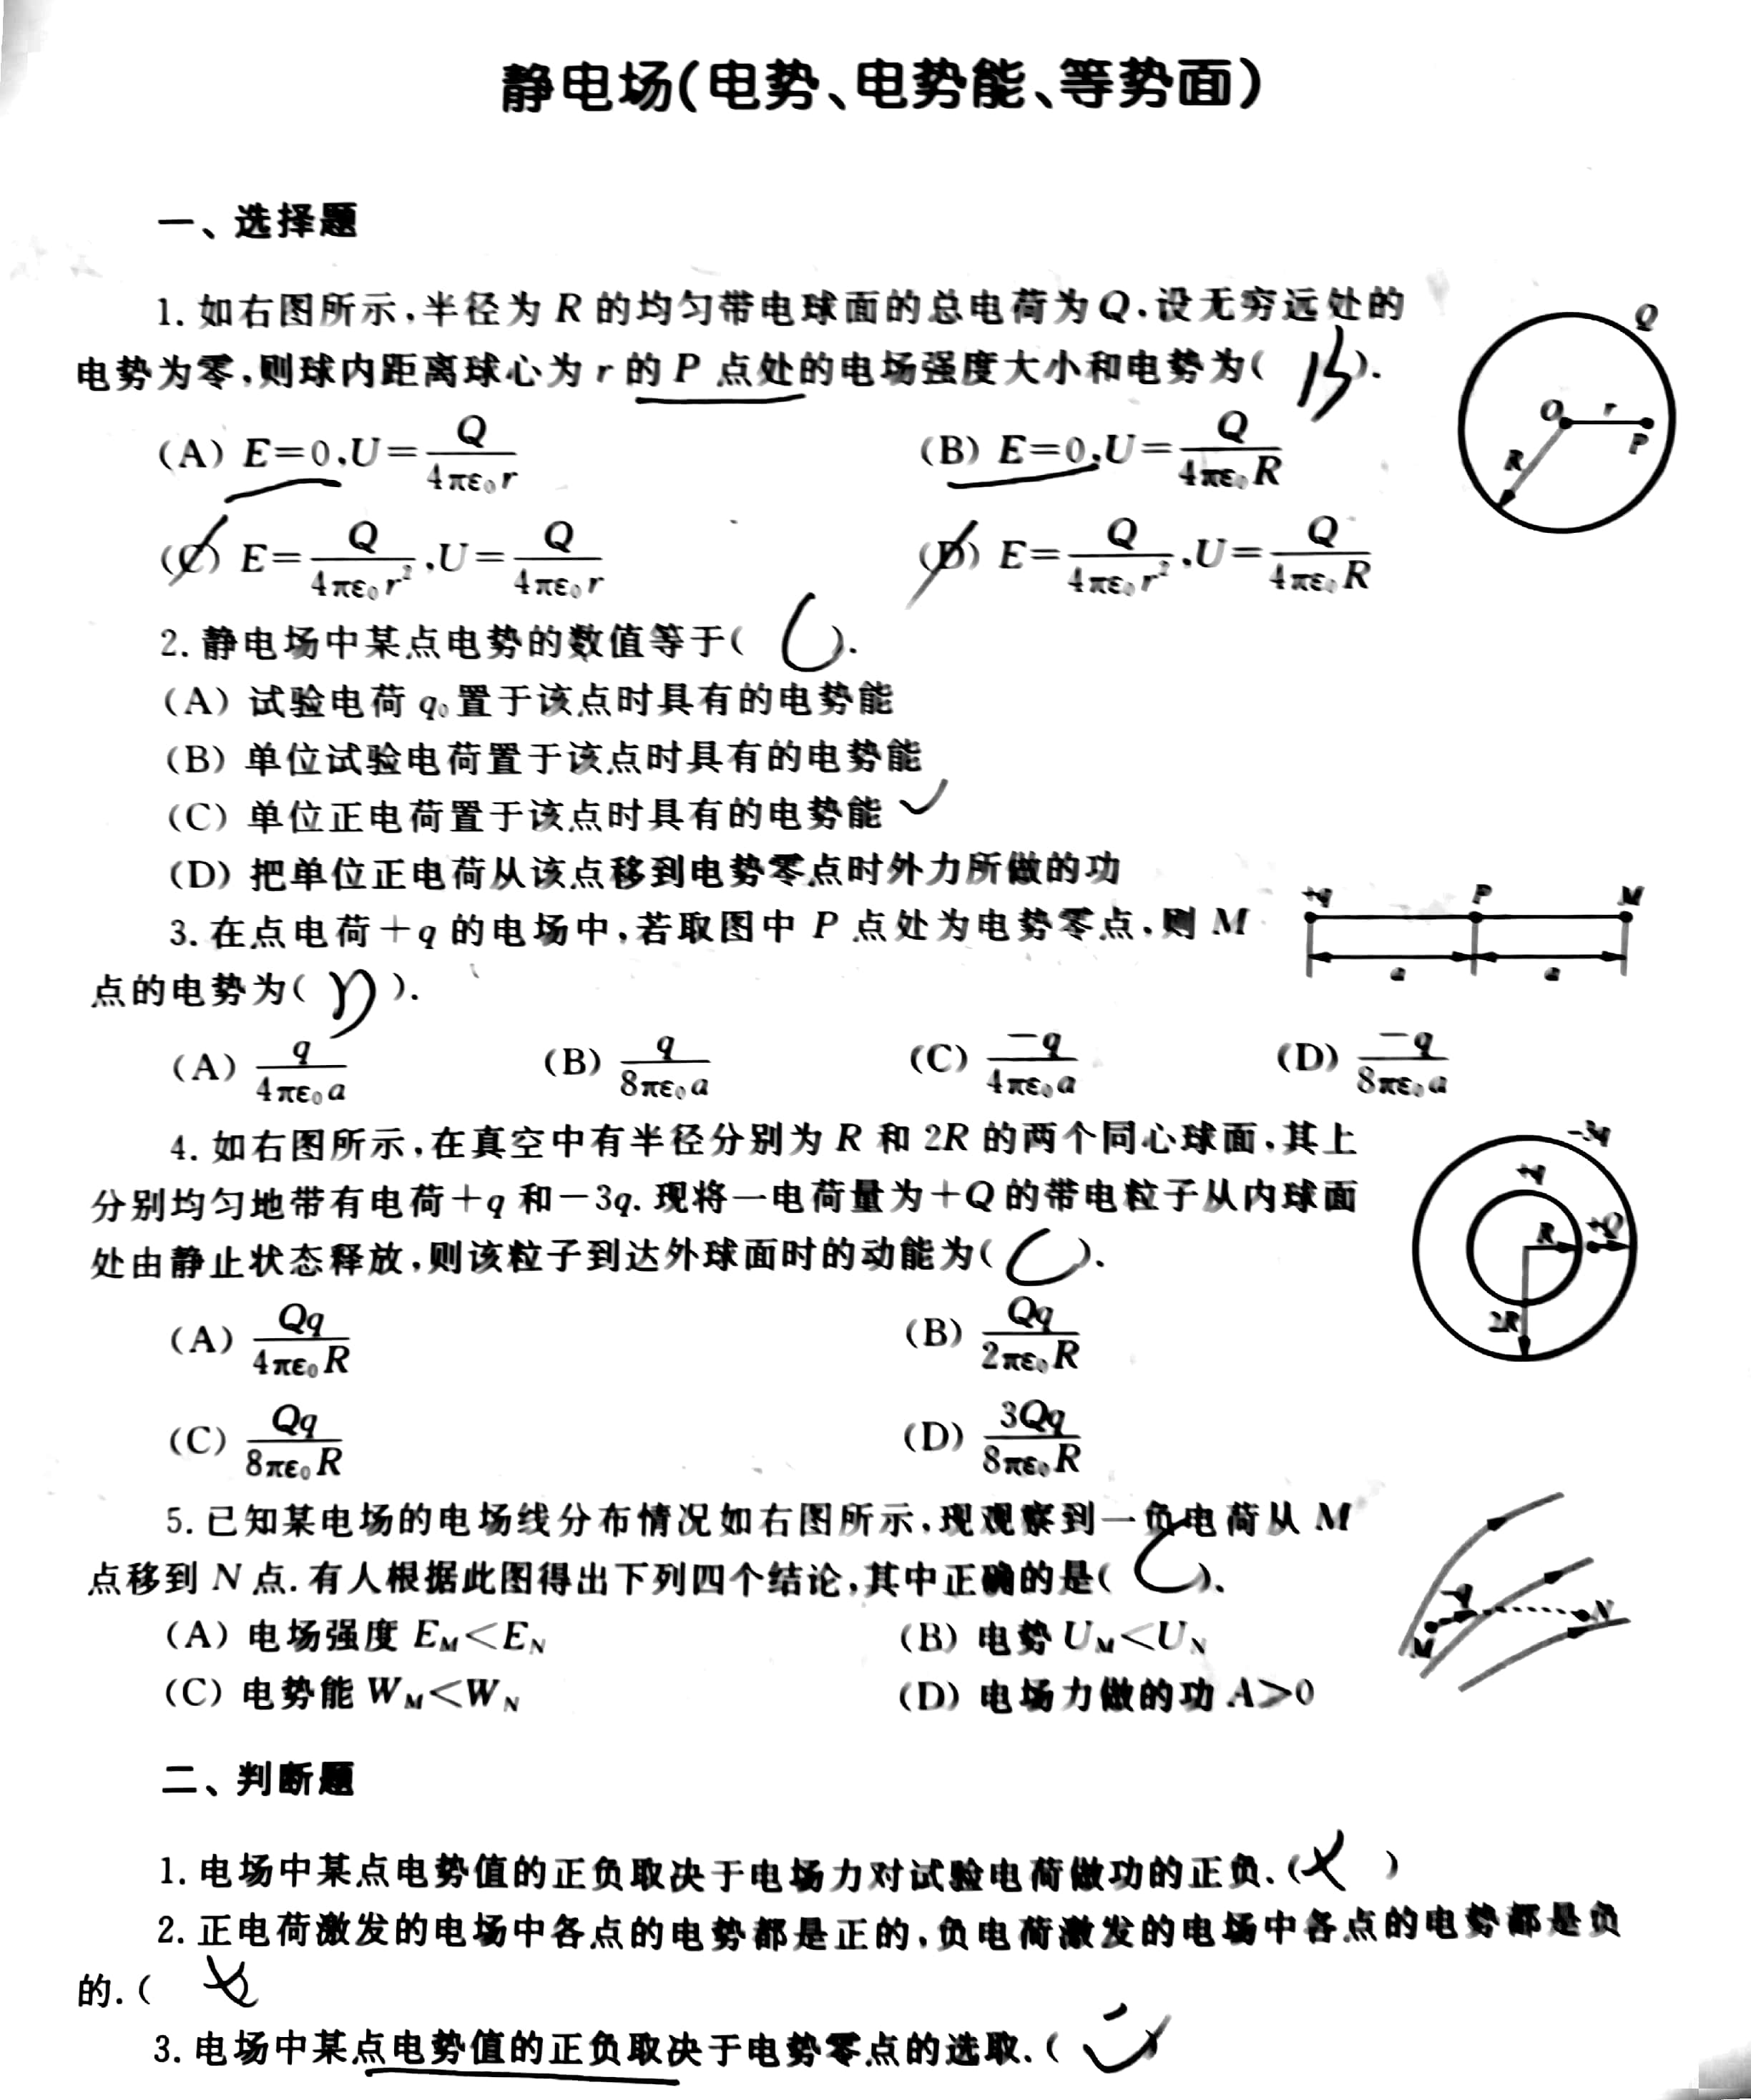 静电场(电势、电势能、等势面)
一、选择题
1. 如右图所示,半径为 R 的均匀带电球面的总电荷为 Q,设无穷远处的
电势为零,则球内距离球心为 r 的 P 点处的电场强度大小和电势为( B ).
Q
O r P
R
(A) E=0,U=Q/4πε₀r (B) E=0,U=Q/4πε₀R
(C) E=Q/4πε₀r²,U=Q/4πε₀r (D) E=Q/4πε₀r²,U=Q/4πε₀R
2. 静电场中某点电势的数值等于( C ).
(A) 试验电荷 q₀ 置于该点时具有的电势能
(B) 单位试验电荷置于该点时具有的电势能
(C) 单位正电荷置于该点时具有的电势能 ✓
(D) 把单位正电荷从该点移到电势零点时外力所做的功
3. 在点电荷+q 的电场中,若取图中 P 点处为电势零点,则 M
点的电势为( D ).
+q P M
a a
(A) q/4πε₀a (B) q/8πε₀a (C) −q/4πε₀a (D) −q/8πε₀a
4. 如右图所示,在真空中有半径分别为 R 和 2R 的两个同心球面,其上
分别均匀地带有电荷+q 和−3q. 现将一电荷量为+Q 的带电粒子从内球面
处由静止状态释放,则该粒子到达外球面时的动能为( C ).
-3q
+q
R +Q
2R
(A) Qq/4πε₀R (B) Qq/2πε₀R
(C) Qq/8πε₀R (D) 3Qq/8πε₀R
5. 已知某电场的电场线分布情况如右图所示,现观察到一负电荷从 M
点移到 N 点. 有人根据此图得出下列四个结论,其中正确的是( C ).
-q
M N
(A) 电场强度 E_M<E_N (B) 电势 U_M<U_N
(C) 电势能 W_M<W_N (D) 电场力做的功 A>0
二、判断题
1. 电场中某点电势值的正负取决于电场力对试验电荷做功的正负.(× )
2. 正电荷激发的电场中各点的电势都是正的,负电荷激发的电场中各点的电势都是负
的.( ×
3. 电场中某点电势值的正负取决于电势零点的选取.( ✓ )